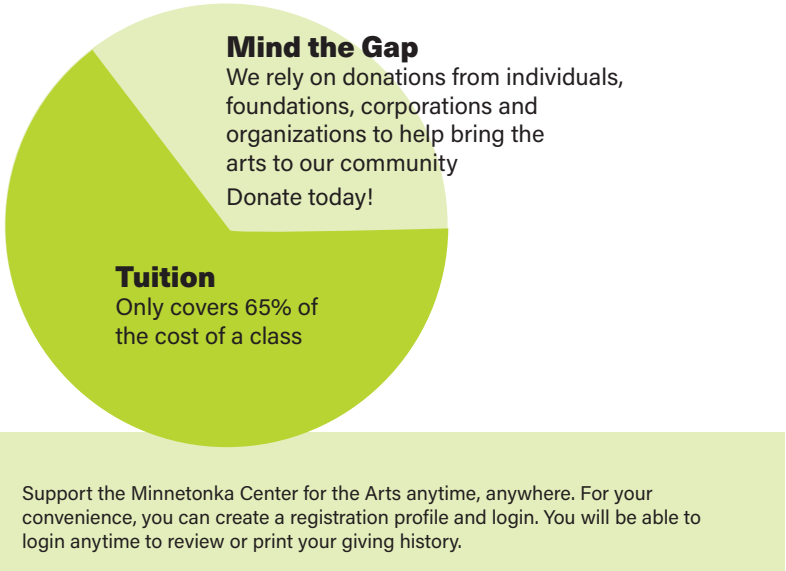 Mind the Gap
We rely on donations from individuals,
foundations, corporations and
organizations to help bring the
arts to our community
Donate today!
Tuition
Only covers 65% of
the cost of a class
Support the Minnetonka Center for the Arts anytime, anywhere. For your
convenience, you can create a registration profile and login. You will be able to
login anytime to review or print your giving history.